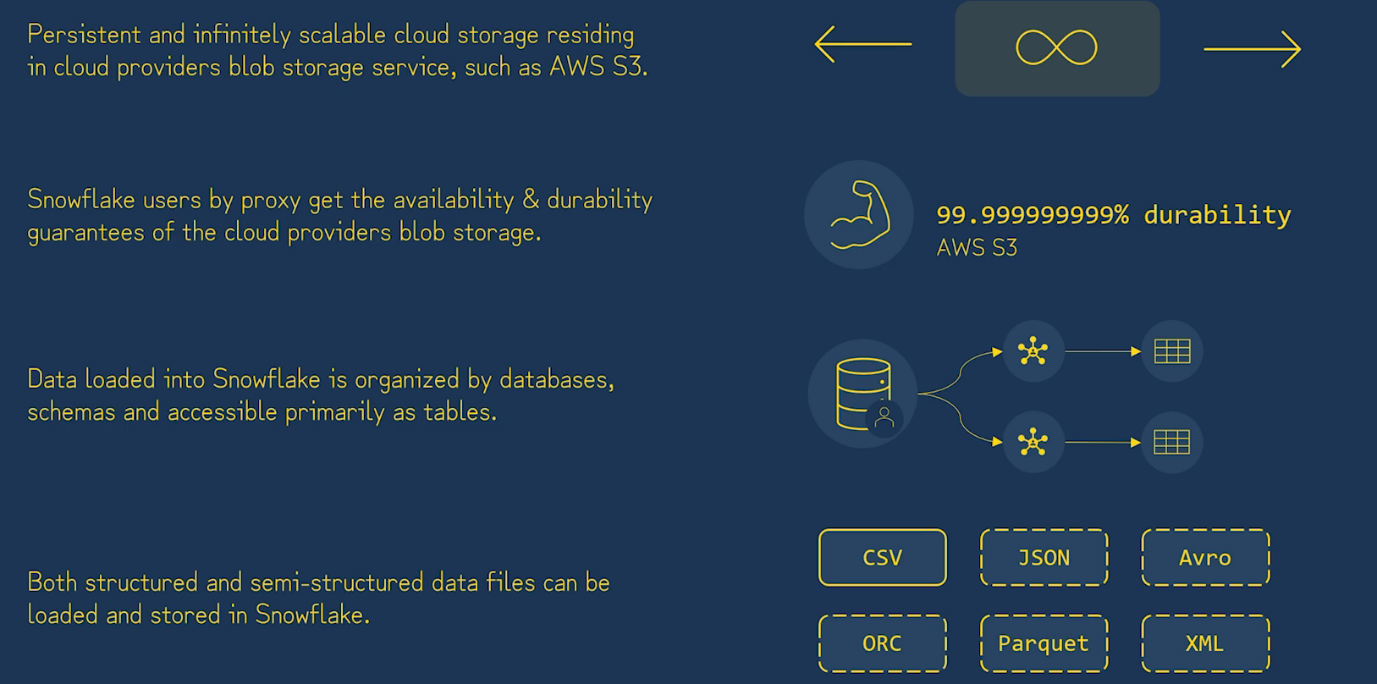 Persistent and infinitely scalable cloud storage residing
in cloud providers blob storage service, such as AWS S3.
Snowflake users by proxy get the availability & durability
guarantees of the cloud providers blob storage.
99.999999999% durability
AWS S3
Data loaded into Snowflake is organized by databases,
schemas and accessible primarily as tables.
Both structured and semi-structured data files can be
loaded and stored in Snowflake.
CSV
JSON
Avro
ORC
Parquet
XML